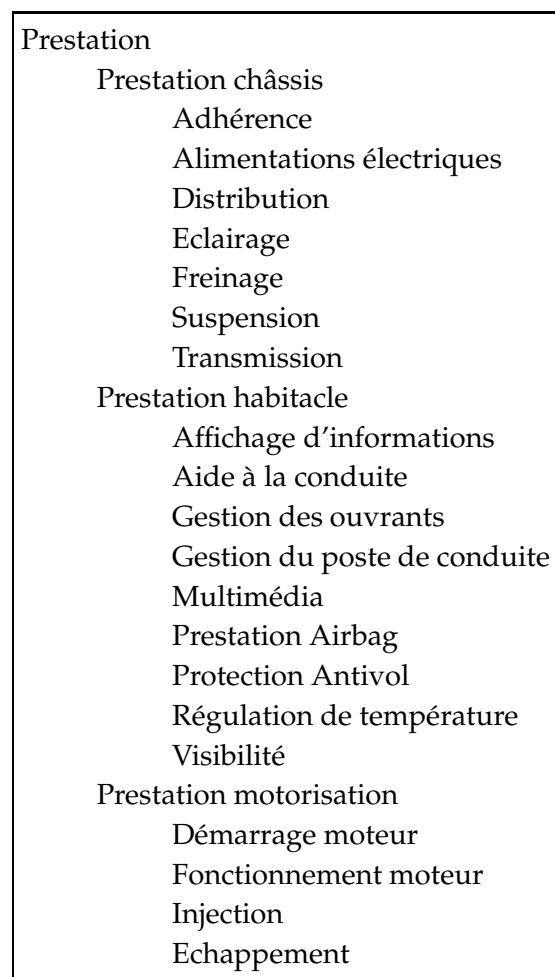 Prestation
Prestation châssis
Adhérence
Alimentations électriques
Distribution
Eclairage
Freinage
Suspension
Transmission
Prestation habitacle
Affichage d'informations
Aide à la conduite
Gestion des ouvrants
Gestion du poste de conduite
Multimédia
Prestation Airbag
Protection Antivol
Régulation de température
Visibilité
Prestation motorisation
Démarrage moteur
Fonctionnement moteur
Injection
Echappement